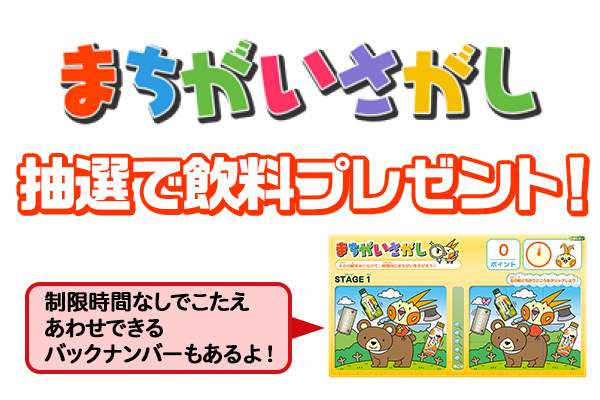 まちがいさがし
抽選で飲料プレゼント!
制限時間なしでこたえ
あわせできる
バックナンバーもあるよ!
まちがいさがし
0
ポイント
STAGE 1